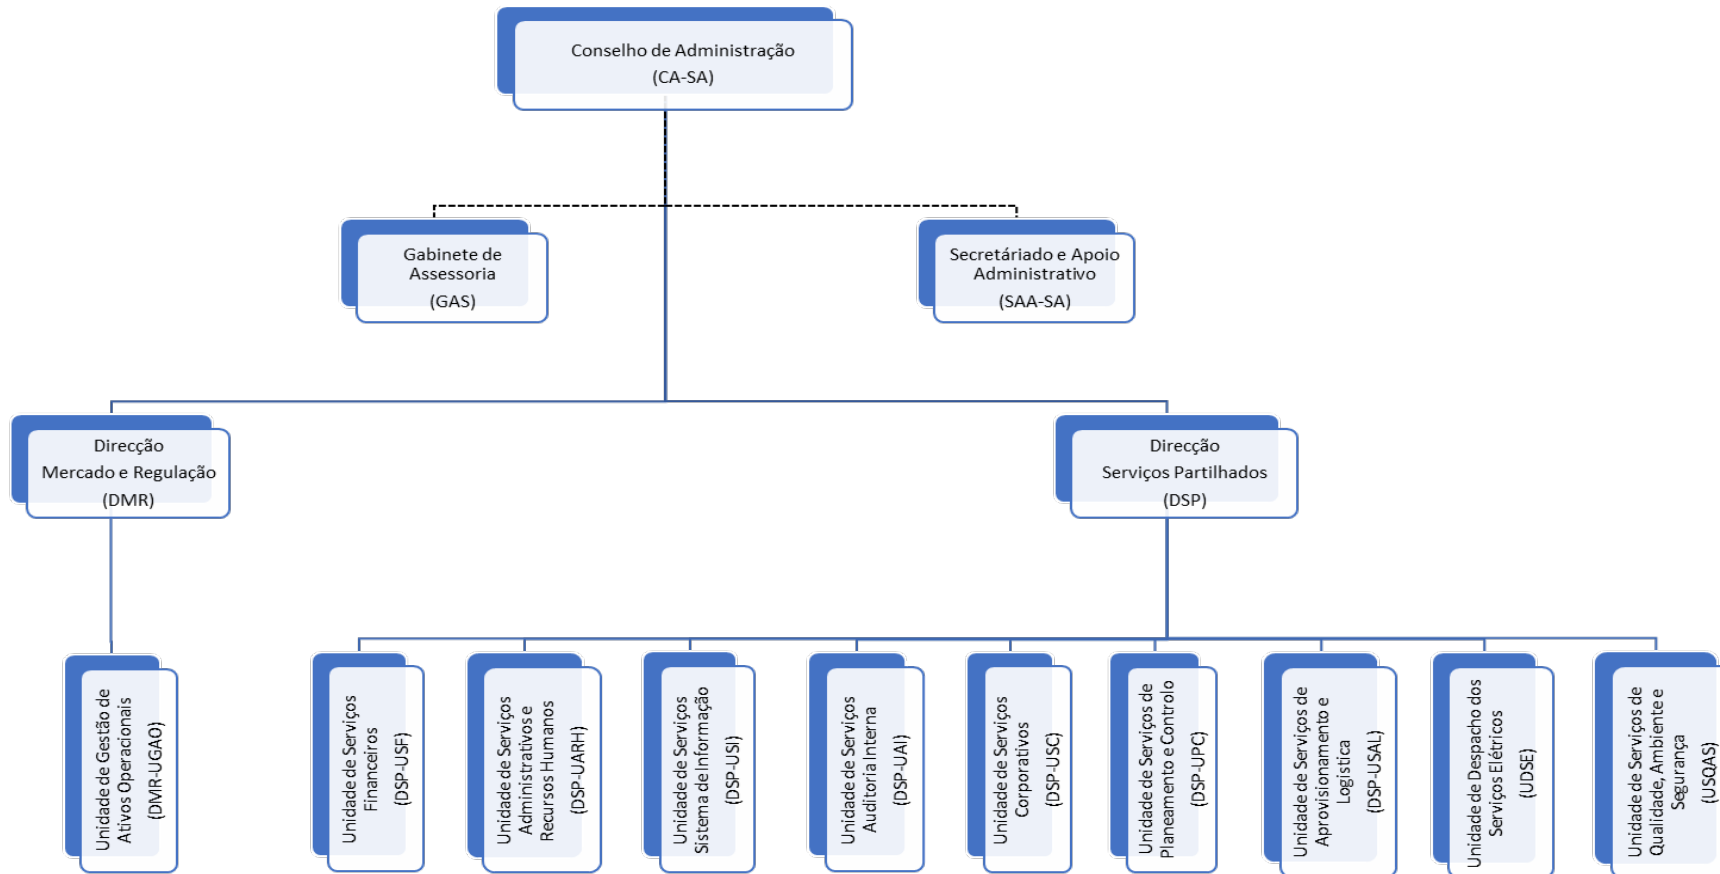 Conselho de Administração
(CA-SA)
Gabinete de
Assessoria
(GAS)
Secretáriado e Apoio
Administrativo
(SAA-SA)
Direcção
Mercado e Regulação
(DMR)
Direcção
Serviços Partilhados
(DSP)
Unidade de Gestão de
Ativos Operacionais
(DMR-UGAO)
Unidade de Serviços
Financeiros
(DSP-USF)
Unidade de Serviços
Administrativos e
Recursos Humanos
(DSP-UARH)
Unidade de Serviços
Sistema de Informação
(DSP-USI)
Unidade de Serviços
Auditoria Interna
(DSP-UAI)
Unidade de Serviços
Corporativos
(DSP-USC)
Unidade de Serviços de
Planeamento e Controlo
(DSP-UPC)
Unidade de Serviços de
Aprovisionamento e
Logística
(DSP-USAL)
Unidade de Despacho dos
Serviços Elétricos
(UDSE)
Unidade de Serviços de
Qualidade, Ambiente e
Segurança
(USQAS)